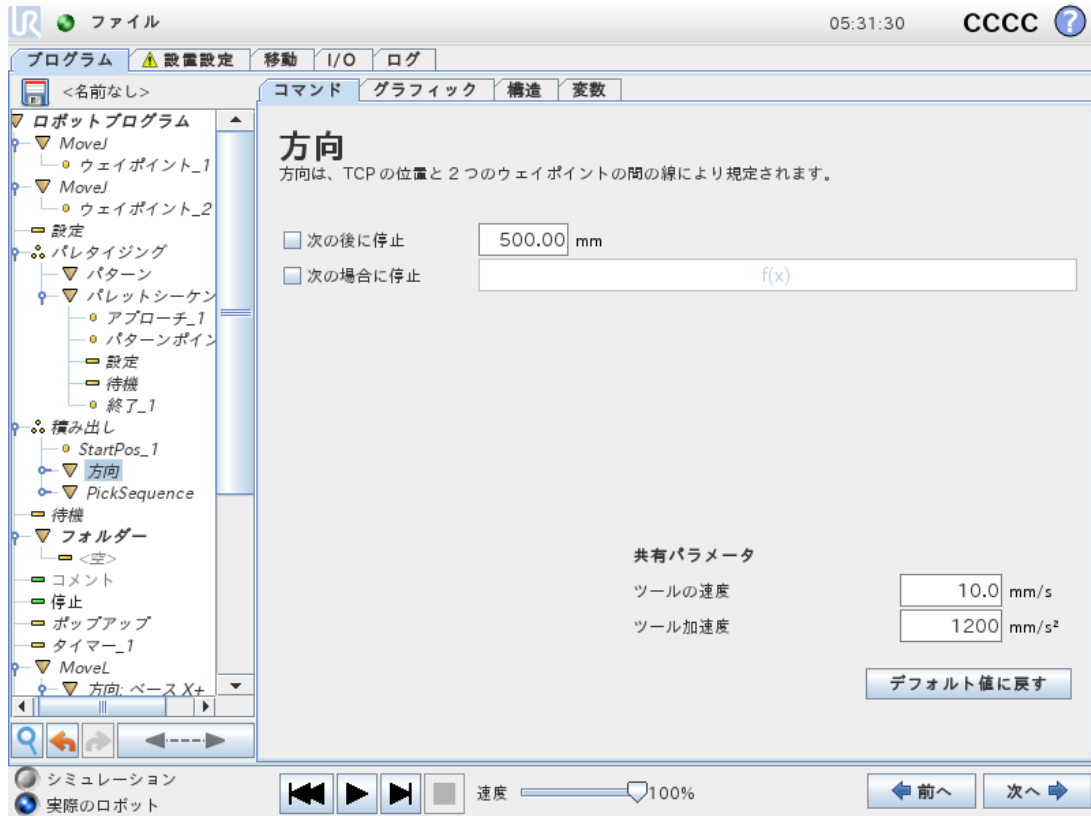 UR ファイル 05:31:30 CCCC ?
プログラム 設置設定 移動 I/O ログ
<名前なし>
コマンド グラフィック 構造 変数
ロボットプログラム
MoveJ
ウェイポイント_1
MoveJ
ウェイポイント_2
設定
パレタイジング
パターン
パレットシーケン
アプローチ_1
パターンポイン
設定
待機
終了_1
積み出し
StartPos_1
方向
PickSequence
待機
フォルダー
<空>
コメント
停止
ポップアップ
タイマー_1
MoveL
方向: ベース X+
方向
方向は、TCP の位置と 2 つのウェイポイントの間の線により規定されます。
次の後に停止 500.00 mm
次の場合に停止 f(x)
共有パラメータ
ツールの速度 10.0 mm/s
ツール加速度 1200 mm/s²
デフォルト値に戻す
シミュレーション
実際のロボット
速度 100%
前へ 次へ